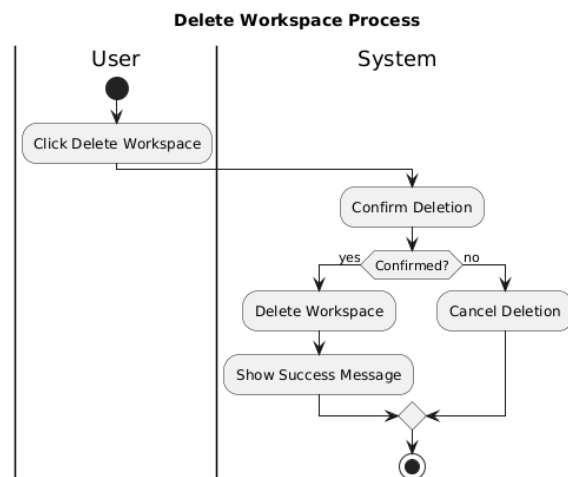 Delete Workspace Process
User
System
Click Delete Workspace
Confirm Deletion
yes
Confirmed?
no
Delete Workspace
Cancel Deletion
Show Success Message